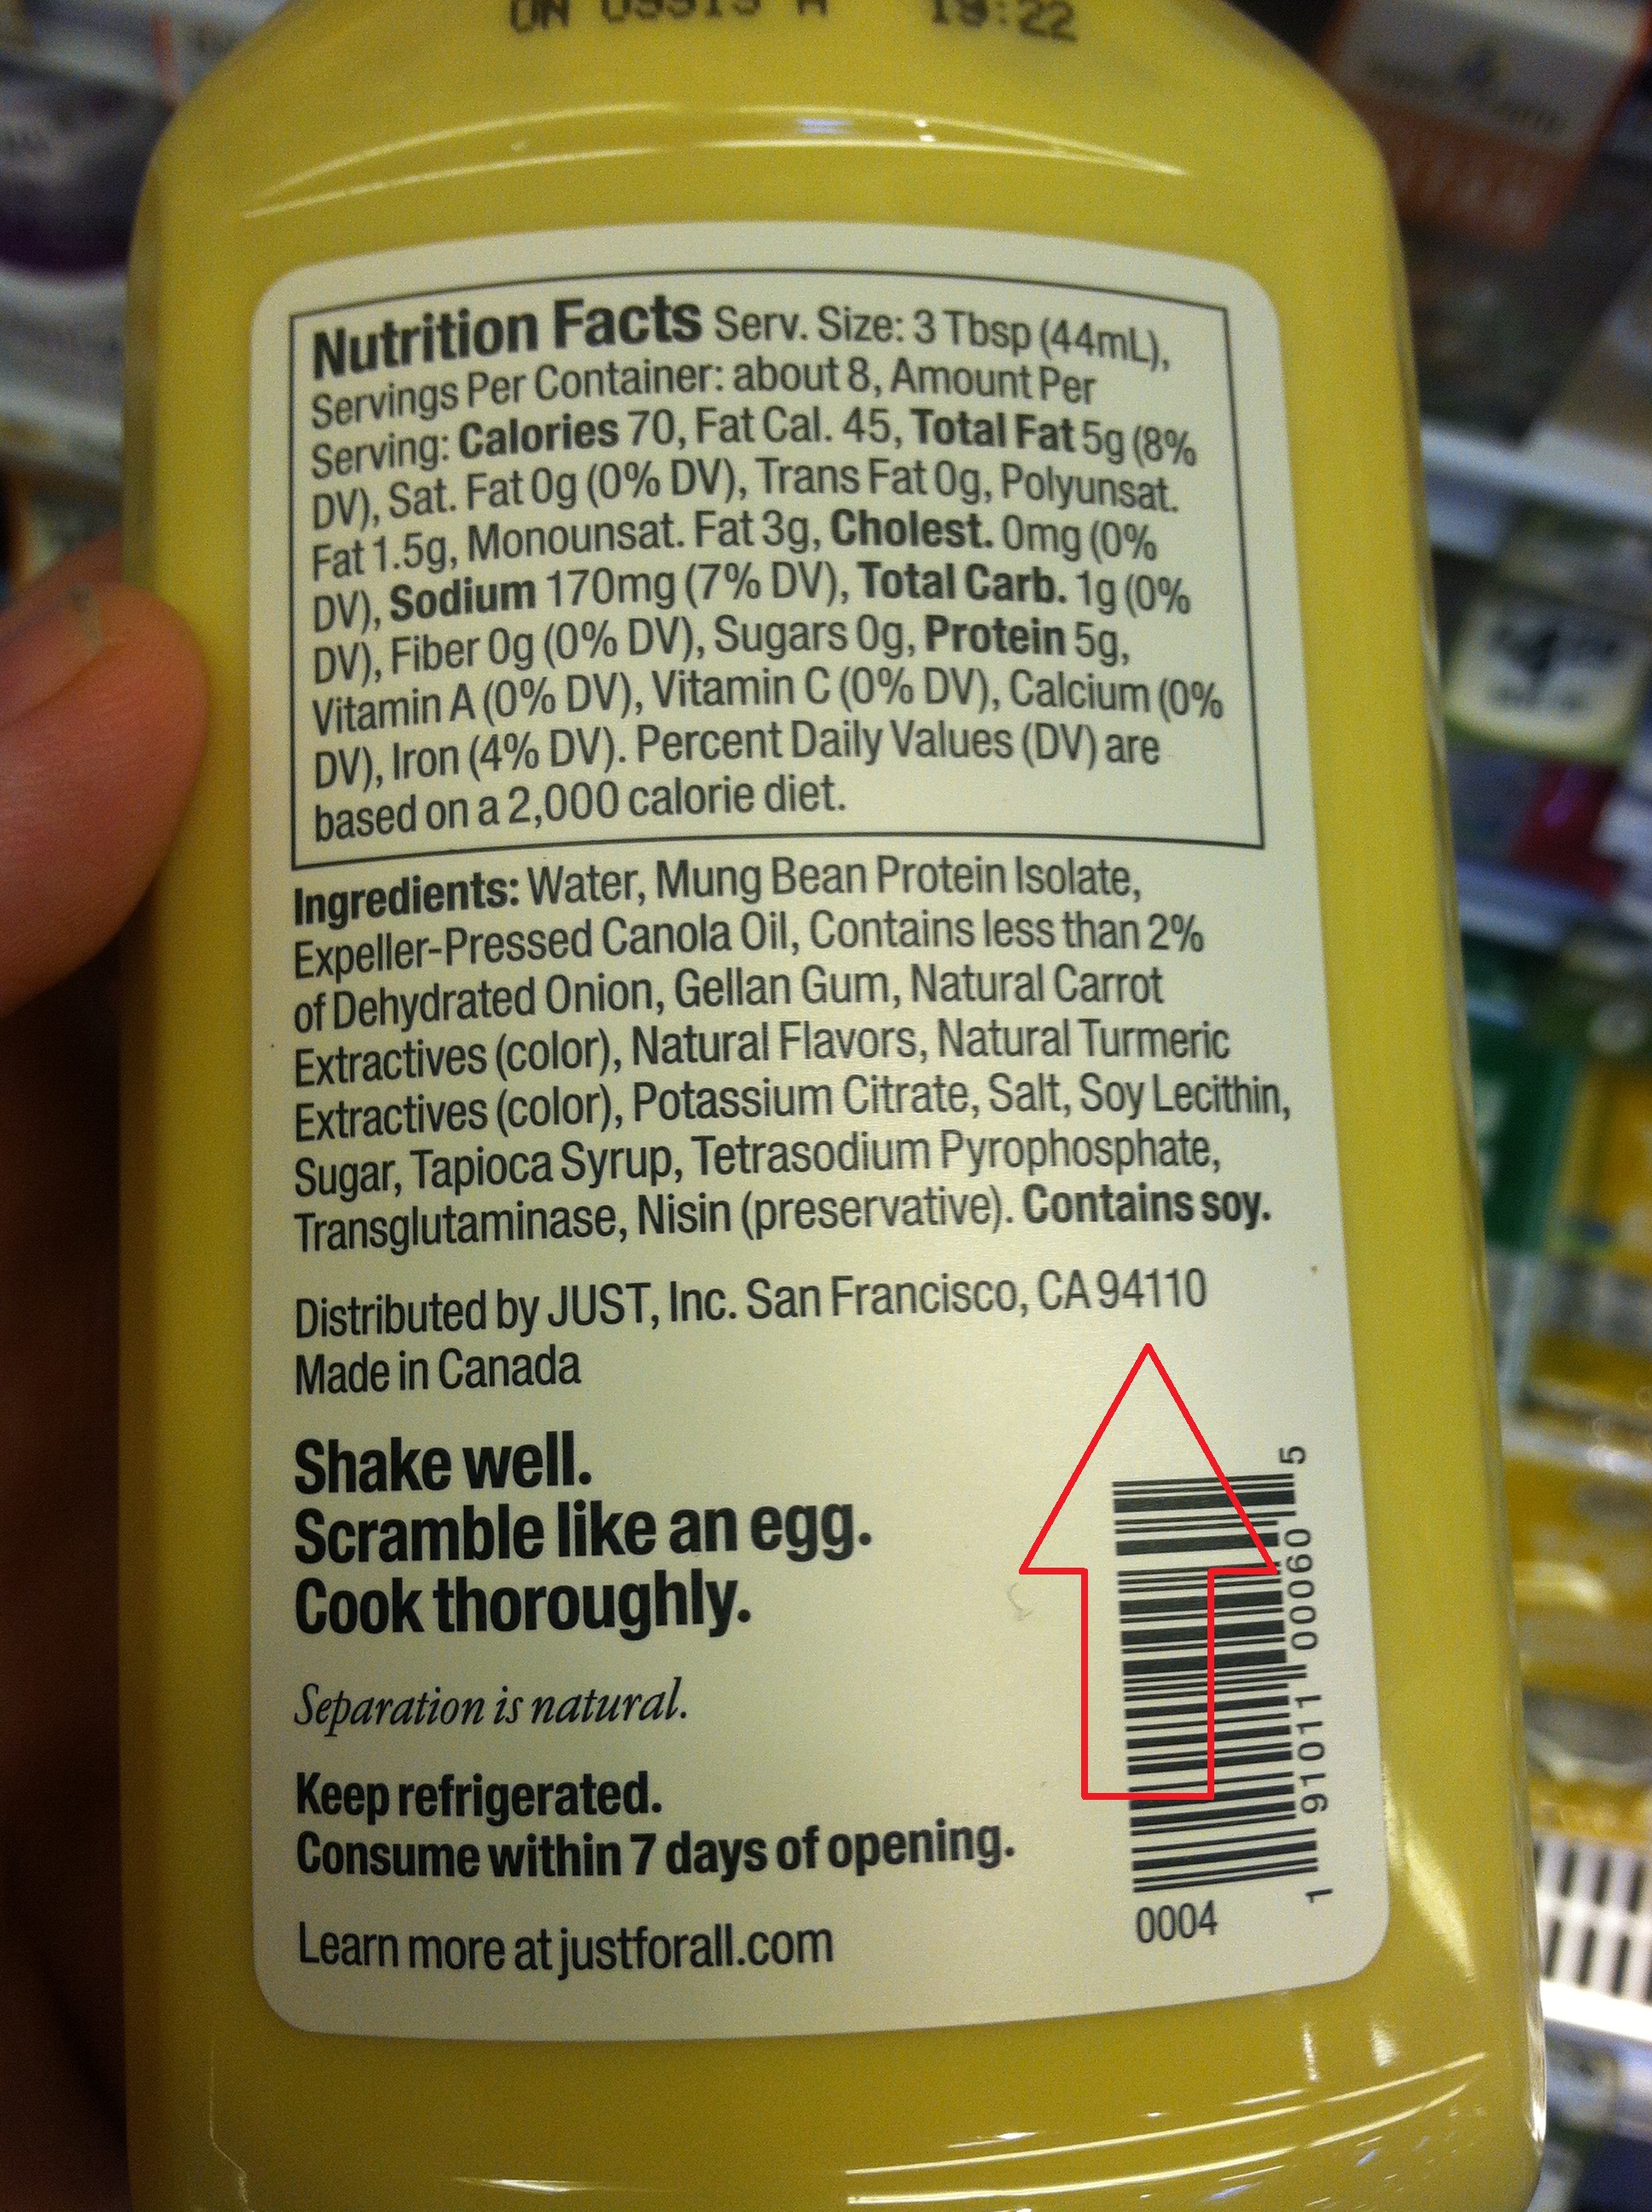 19:22
Nutrition Facts Serv. Size: 3 Tbsp (44mL),
Servings Per Container: about 8, Amount Per
Serving: Calories 70, Fat Cal. 45, Total Fat 5g (8%
DV), Sat. Fat 0g (0% DV), Trans Fat 0g, Polyunsat.
Fat 1.5g, Monounsat. Fat 3g, Cholest. 0mg (0%
DV), Sodium 170mg (7% DV), Total Carb. 1g (0%
DV), Fiber 0g (0% DV), Sugars 0g, Protein 5g,
Vitamin A (0% DV), Vitamin C (0% DV), Calcium (0%
DV), Iron (4% DV). Percent Daily Values (DV) are
based on a 2,000 calorie diet.
Ingredients: Water, Mung Bean Protein Isolate,
Expeller-Pressed Canola Oil, Contains less than 2%
of Dehydrated Onion, Gellan Gum, Natural Carrot
Extractives (color), Natural Flavors, Natural Turmeric
Extractives (color), Potassium Citrate, Salt, Soy Lecithin,
Sugar, Tapioca Syrup, Tetrasodium Pyrophosphate,
Transglutaminase, Nisin (preservative). Contains soy.
Distributed by JUST, Inc. San Francisco, CA 94110
Made in Canada
Shake well.
Scramble like an egg.
Cook thoroughly.
Separation is natural.
Keep refrigerated.
Consume within 7 days of opening.
Learn more at justforall.com
1 91011 00060 5
0004